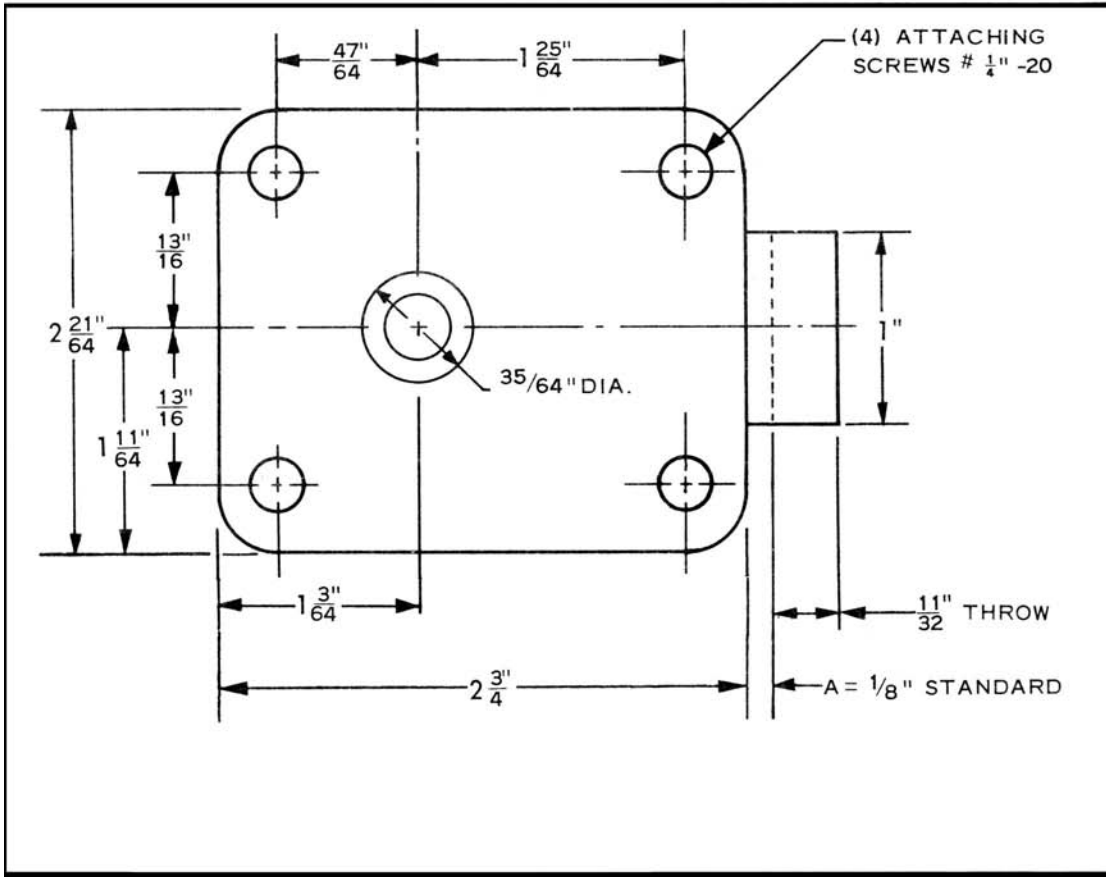 47"/64
1 25"/64
(4) ATTACHING
SCREWS # 1/4" -20
13"/16
2 21"/64
1"
35/64" DIA.
13"/16
1 11"/64
1 3"/64
11"/32 THROW
2 3"/4
A = 1/8" STANDARD